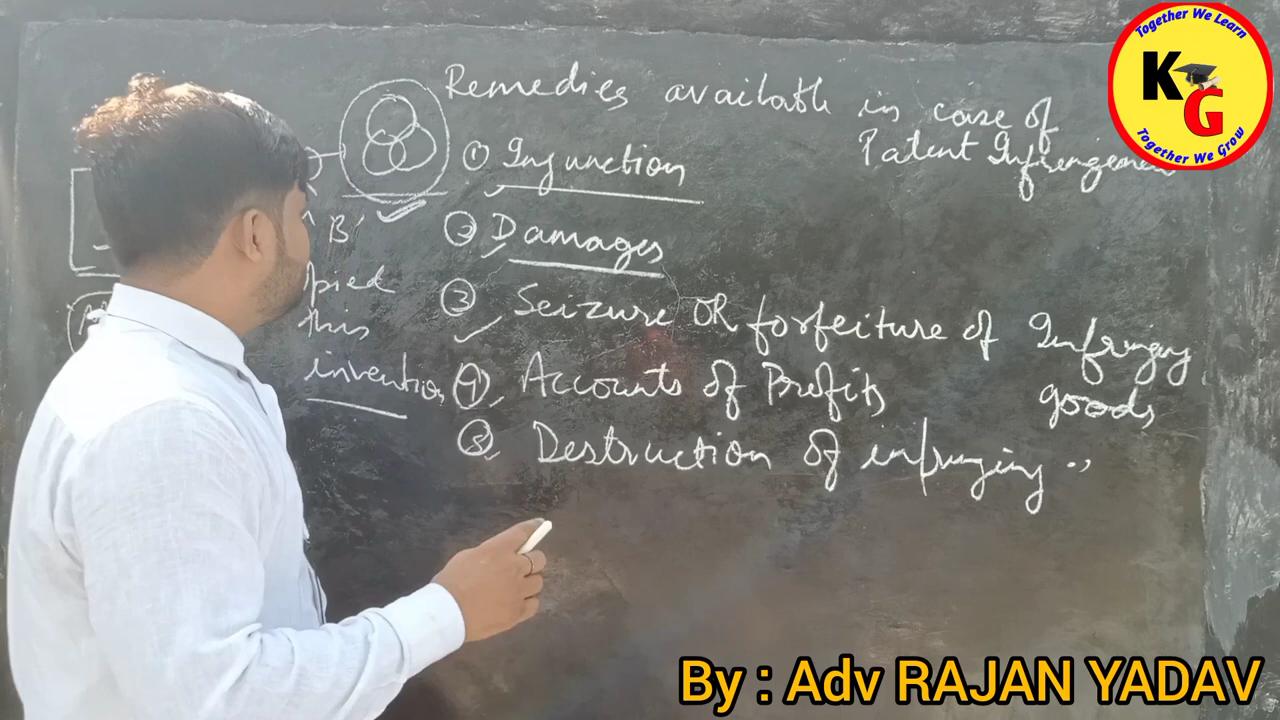 Together We Learn
KG
Together We Grow
Remedies available in case of
Patent Infringement
① Injunction
② Damages
③ Seizure OR forfeiture of Infringing
goods
④ Accounts of Profits
⑤ Destruction of infringing "
B'
this
invention
By : Adv RAJAN YADAV